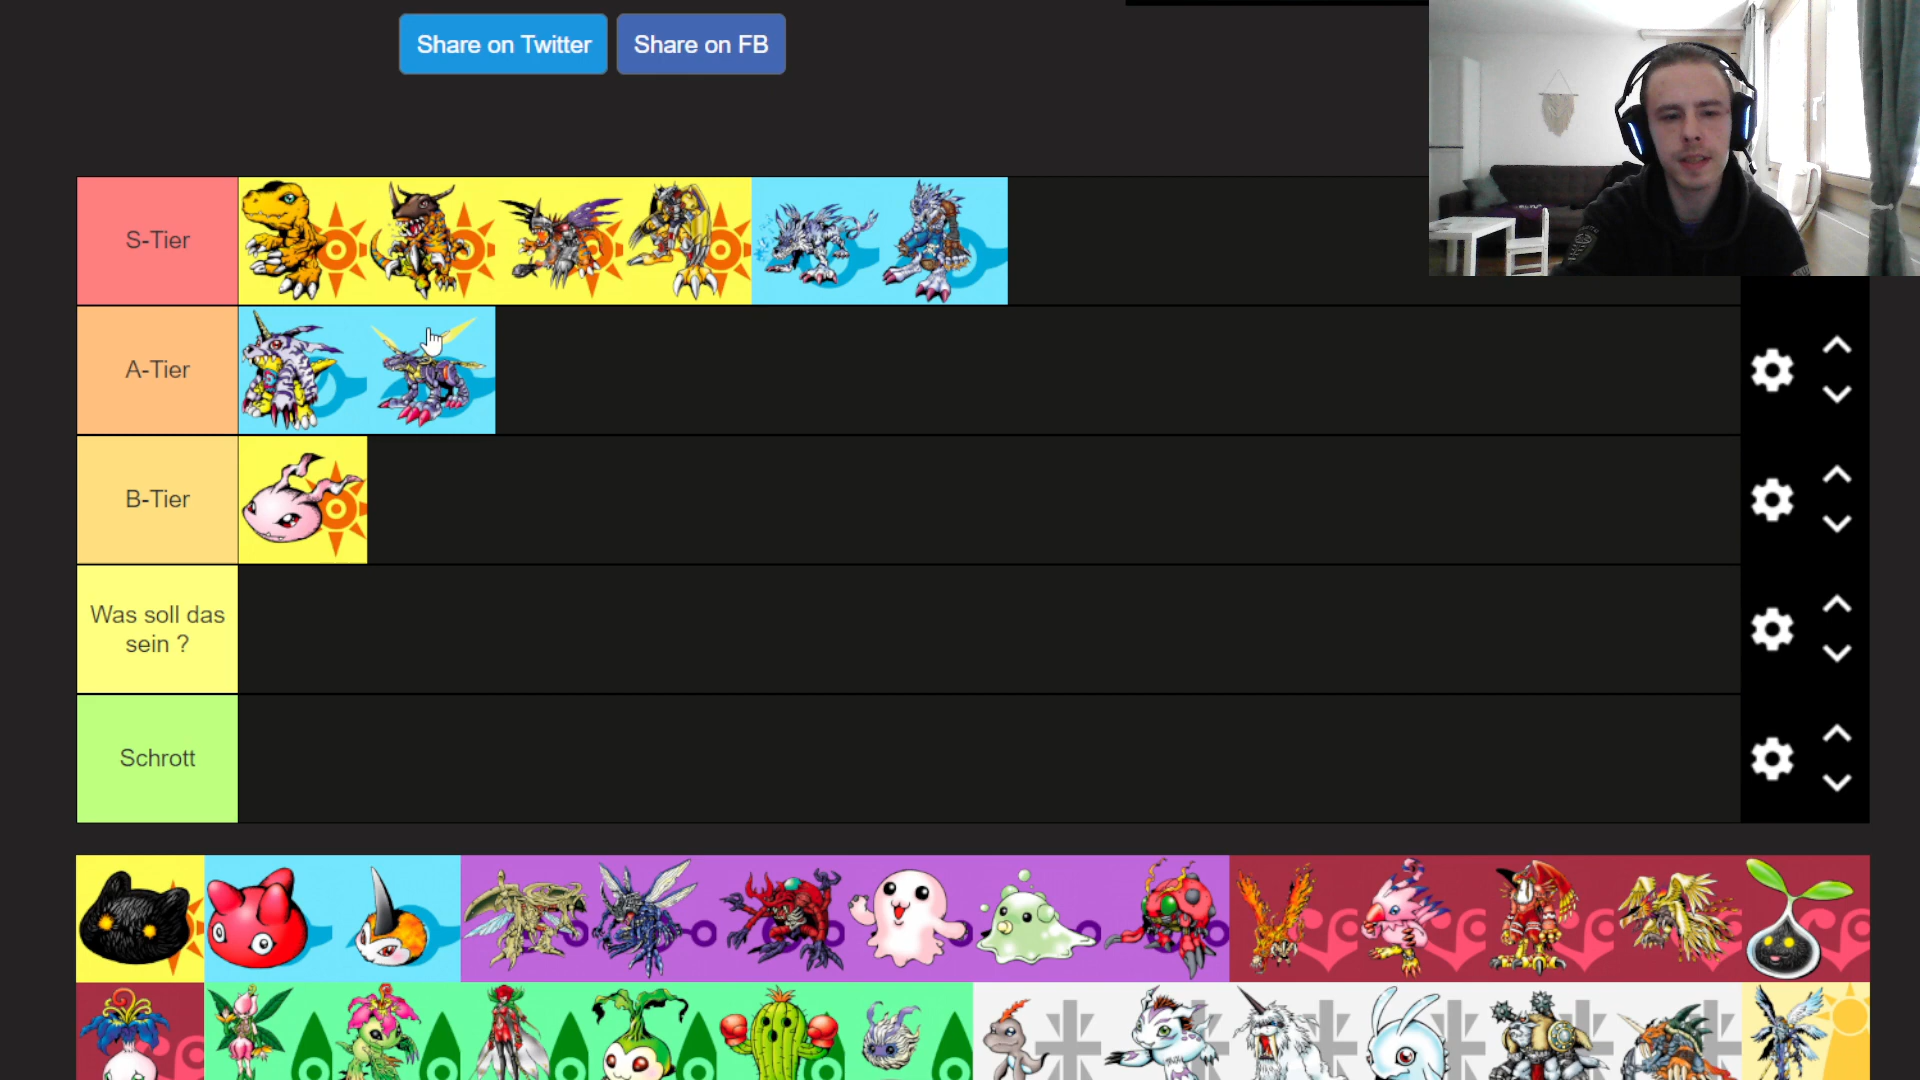 Share on Twitter
Share on FB
S-Tier
A-Tier
B-Tier
Was soll das
sein ?
Schrott